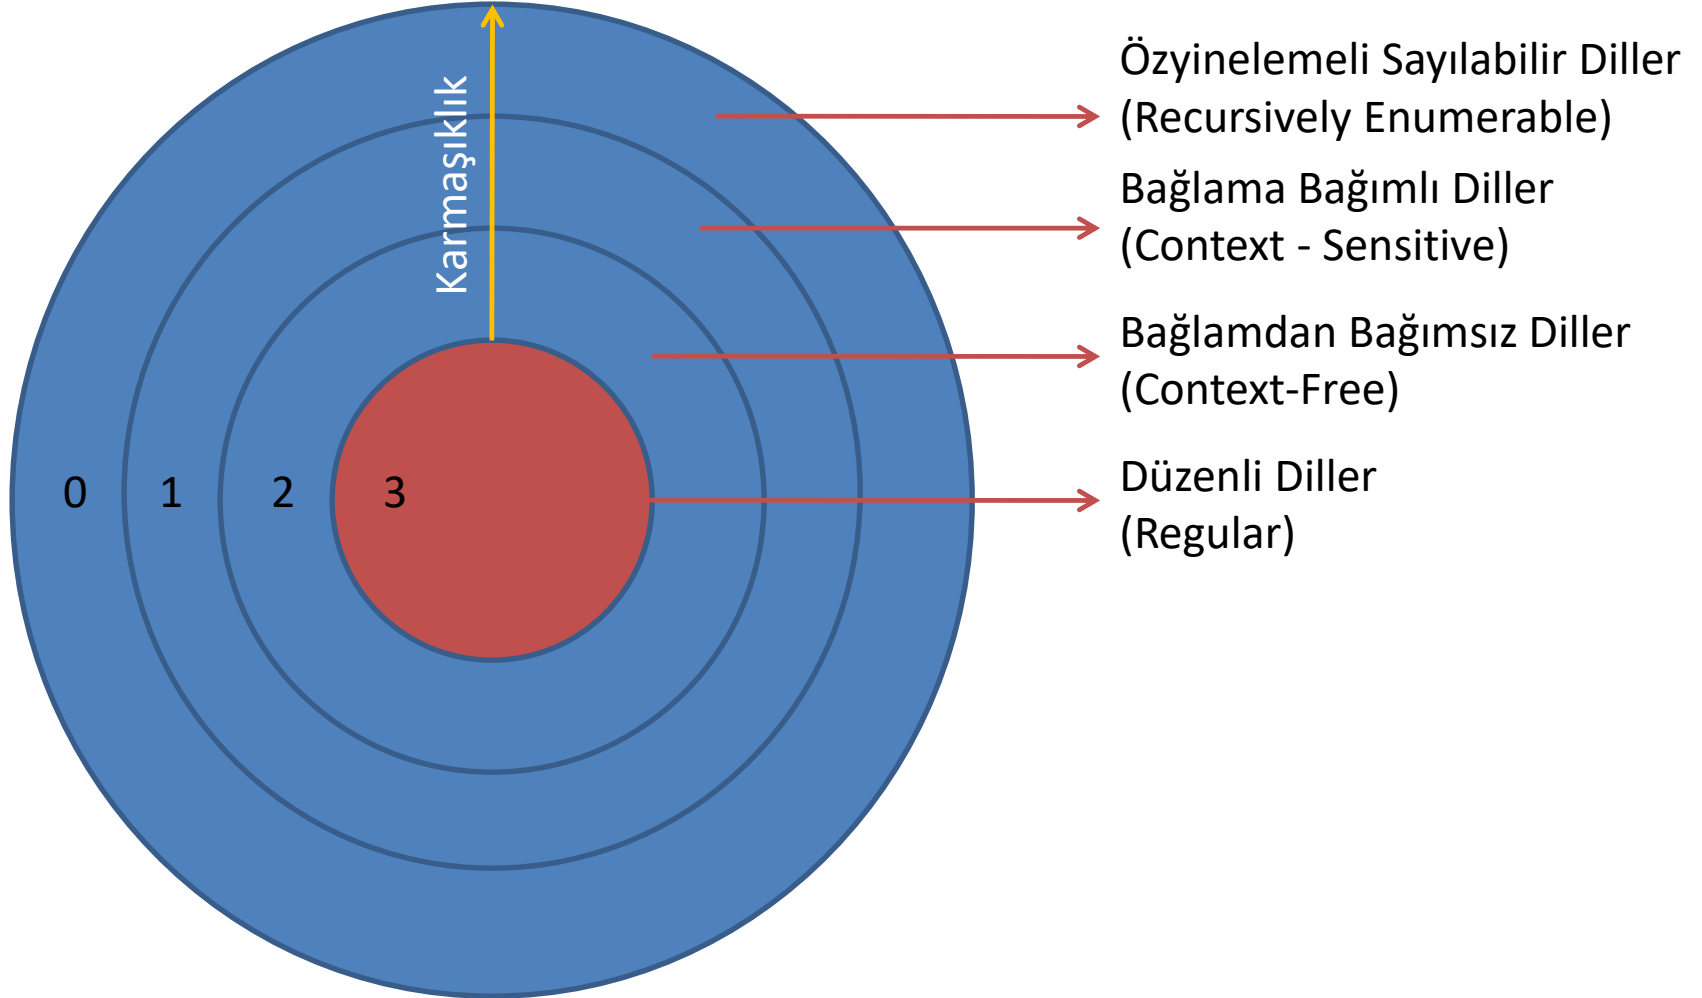 Karmaşıklık
Özyinelemeli Sayılabilir Diller
(Recursively Enumerable)
Bağlama Bağımlı Diller
(Context - Sensitive)
Bağlamdan Bağımsız Diller
(Context-Free)
0 1 2 3
Düzenli Diller
(Regular)